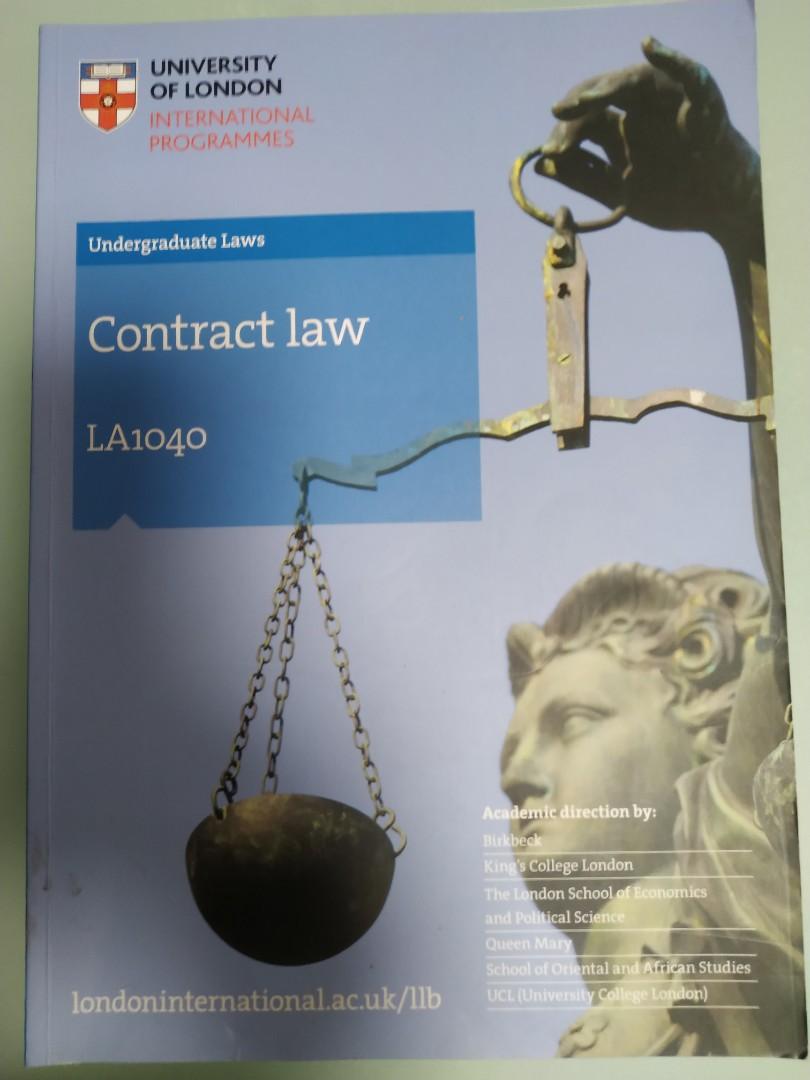 UNIVERSITY
OF LONDON
INTERNATIONAL
PROGRAMMES
Undergraduate Laws
Contract law
LA1040
Academic direction by:
Birkbeck
King's College London
The London School of Economics
and Political Science
Queen Mary
School of Oriental and African Studies
UCL (University College London)
londoninternational.ac.uk/llb